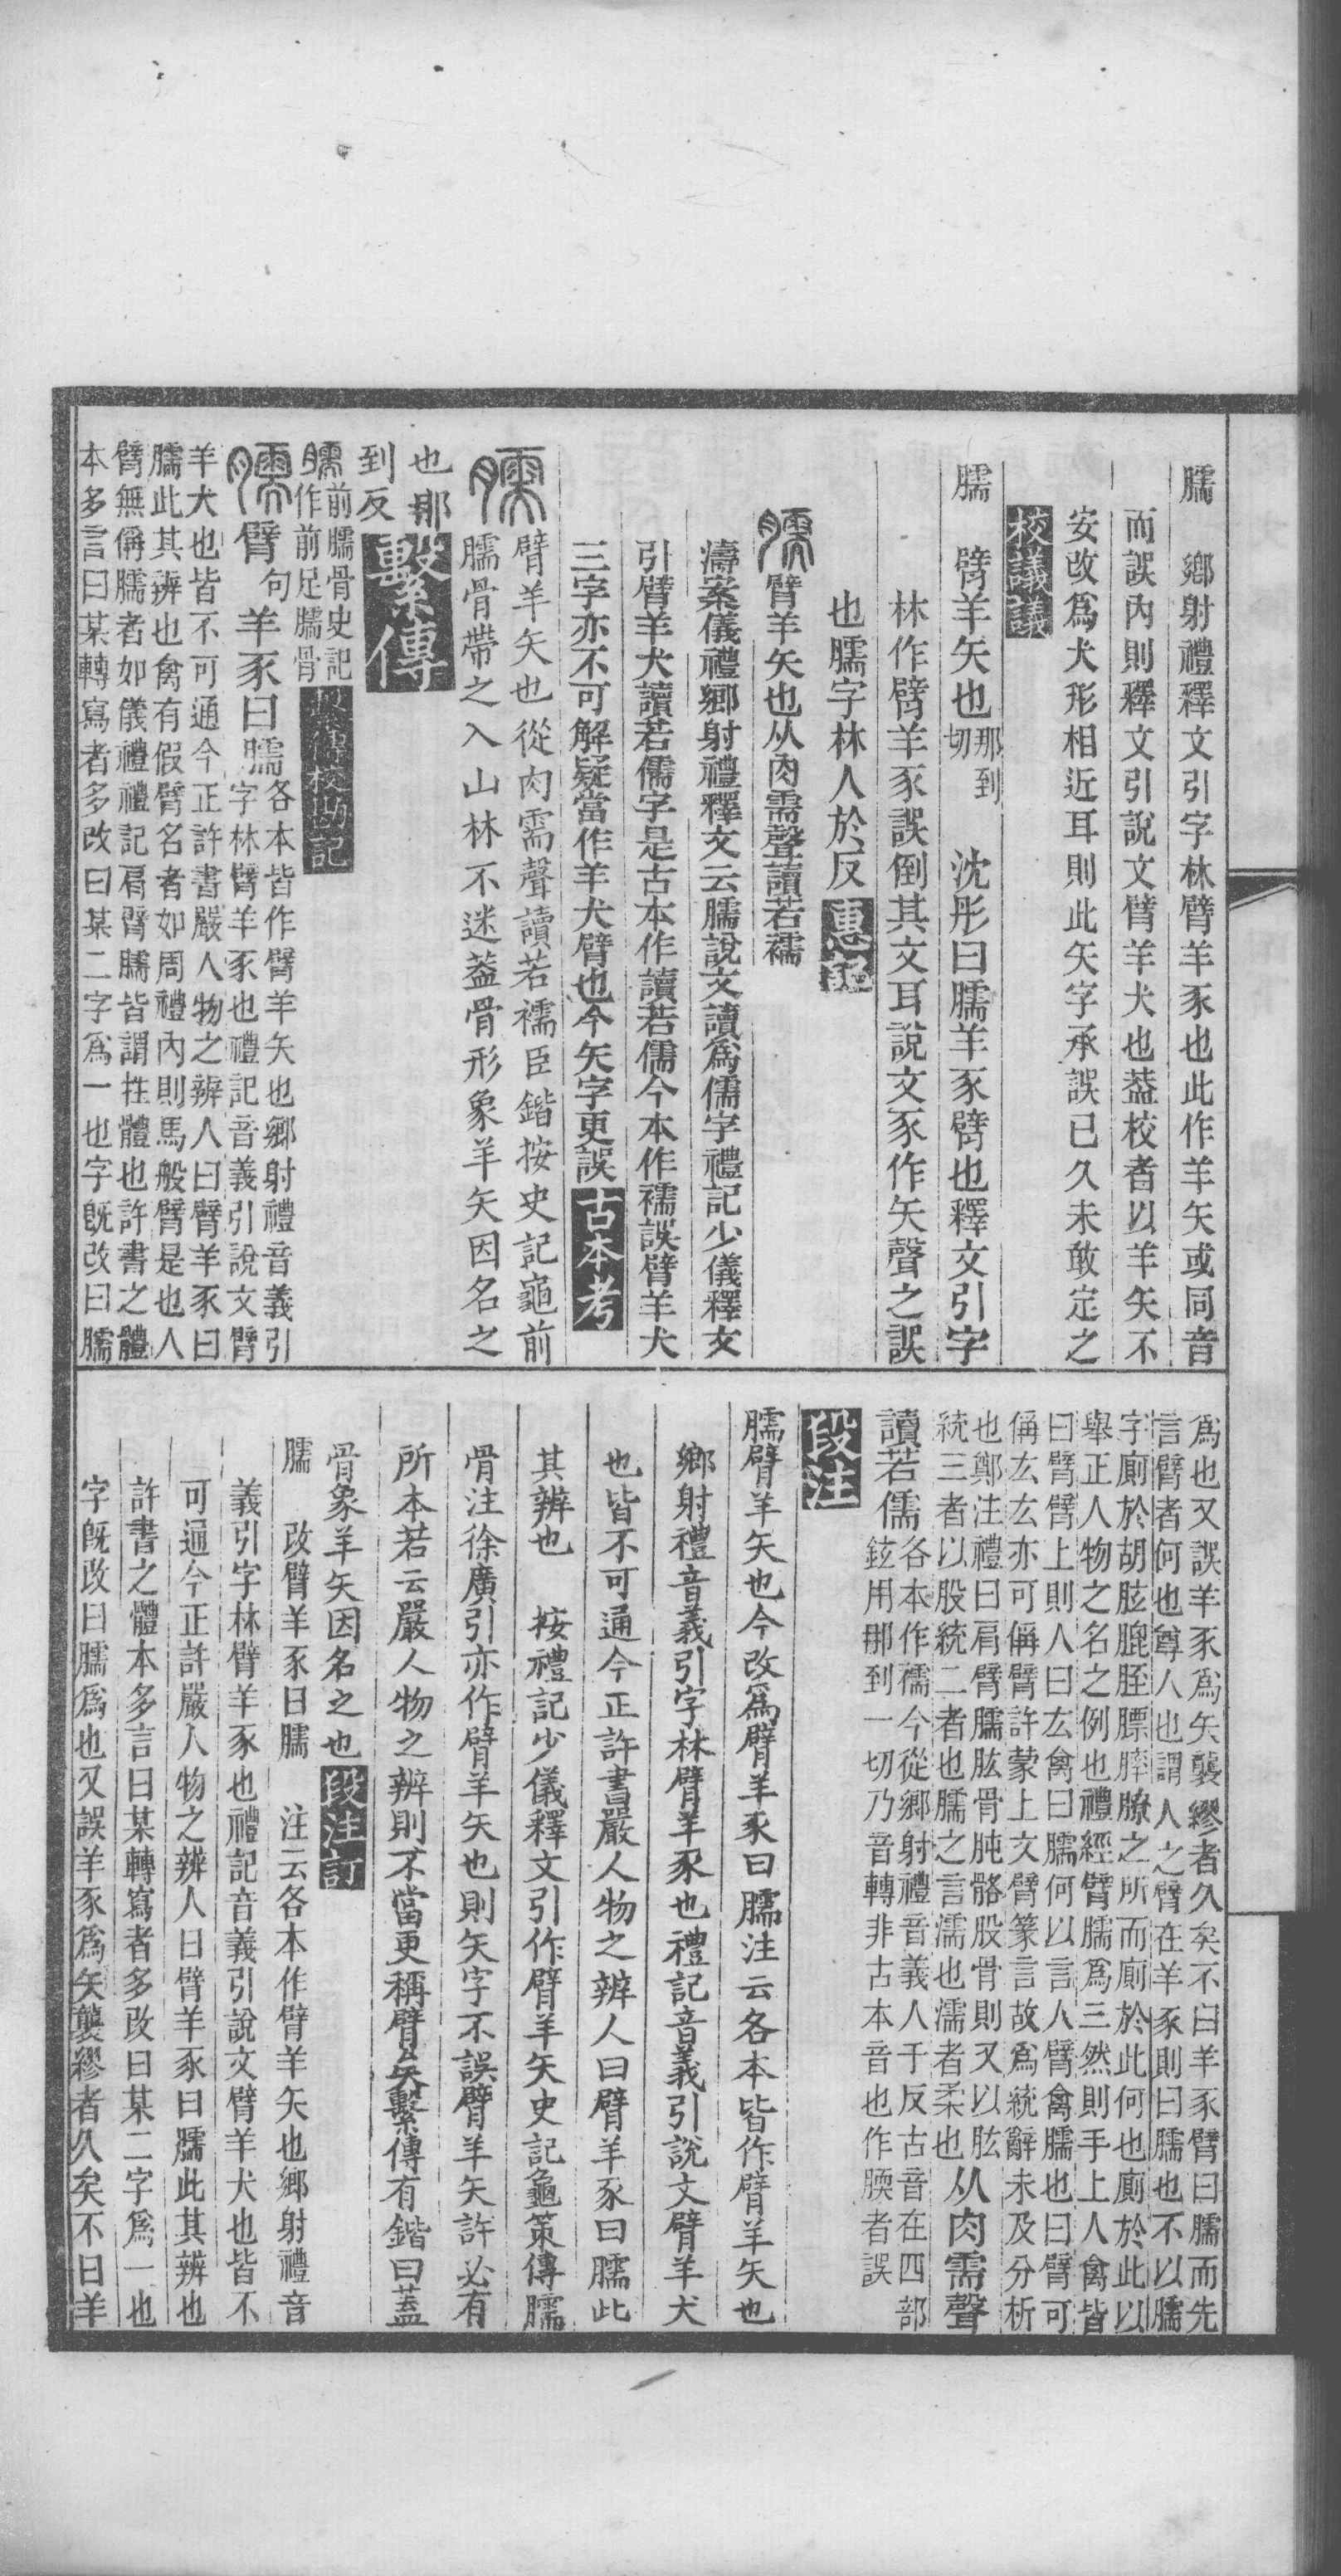 臑　鄉射禮釋文引字林臂羊豕也此作羊矢或同音
而誤內則釋文引說文臂羊犬也葢校者以羊矢不
安改爲犬形相近耳則此矢字承誤已久未敢定之
校議議
臑　臂羊矢也那到切　沈彤曰臑羊豕臂也釋文引字
林作臂羊豕誤倒其文耳說文豕作矢聲之誤
也臑字林人於反惠記
臑臂羊矢也从肉需聲讀若襦
濤案儀禮鄉射禮釋文云臑說文讀爲儒字禮記少儀釋文
引臂羊犬讀若儒字是古本作讀若儒今本作襦誤臂羊犬
三字亦不可解疑當作羊犬臂也今矢字更誤古本考
臑臂羊矢也從肉需聲讀若襦臣鍇按史記龜前
臑骨帶之入山林不迷葢骨形象羊矢因名之
也那到反繫傳
臑前臑骨史記作前足臑骨繫傳校勘記
臑臂句羊豕曰臑各本皆作臂羊矢也鄉射禮音義引
字林臂羊豕也禮記音義引說文臂
羊犬也皆不可通今正許書嚴人物之辨人曰臂羊豕曰
臑此其辨也禽有假臂名者如周禮內則馬般臂是也人
臂無偁臑者如儀禮禮記肩臂臑皆謂牲體也許書之體
本多言曰某轉寫者多改曰某二字爲一也字旣改曰臑
爲也又誤羊豕爲矢襲繆者久矣不曰羊豕臂曰臑而先
言臂者何也尊人也謂人之臂在羊豕則曰臑也不以臑
字廁於胡胘膍胵膘膟膫之所而廁於此何也廁於此以
舉正人物之名之例也禮經臂臑爲三然則手上人禽皆
曰臂臂上則人曰厷禽曰臑何以言人臂禽臑也曰臂可
偁厷厷亦可偁臂許蒙上文臂篆言故爲統辭未及分析
也鄭注禮曰肩臂臑肱骨肫骼股骨則又以肱
統三者以股統二者也臑之言濡也濡者柔也从肉需聲
讀若儒各本作襦今從鄉射禮音義人于反古音在四部
鉉用那到一切乃音轉非古本音也作腝者誤
段注
臑臂羊矢也今改爲臂羊豕曰臑注云各本皆作臂羊矢也
鄉射禮音義引字林臂羊豕也禮記音義引說文臂羊犬
也皆不可通今正許書嚴人物之辨人曰臂羊豕曰臑此
其辨也　按禮記少儀釋文引作臂羊矢史記龜策傳臑
骨注徐廣引亦作臂羊矢也則矢字不誤臂羊矢許必有
所本若云嚴人物之辨則不當更稱臂矣繫傳有鍇曰葢
骨象羊矢因名之也段注訂
臑　改臂羊豕曰臑　注云各本作臂羊矢也鄉射禮音
義引字林臂羊豕也禮記音義引說文臂羊犬也皆不
可通今正許嚴人物之辨人曰臂羊豕曰臑此其辨也
許書之體本多言曰某轉寫者多改曰某二字爲一也
字旣改曰臑爲也又誤羊豕爲矢襲繆者久矣不曰羊